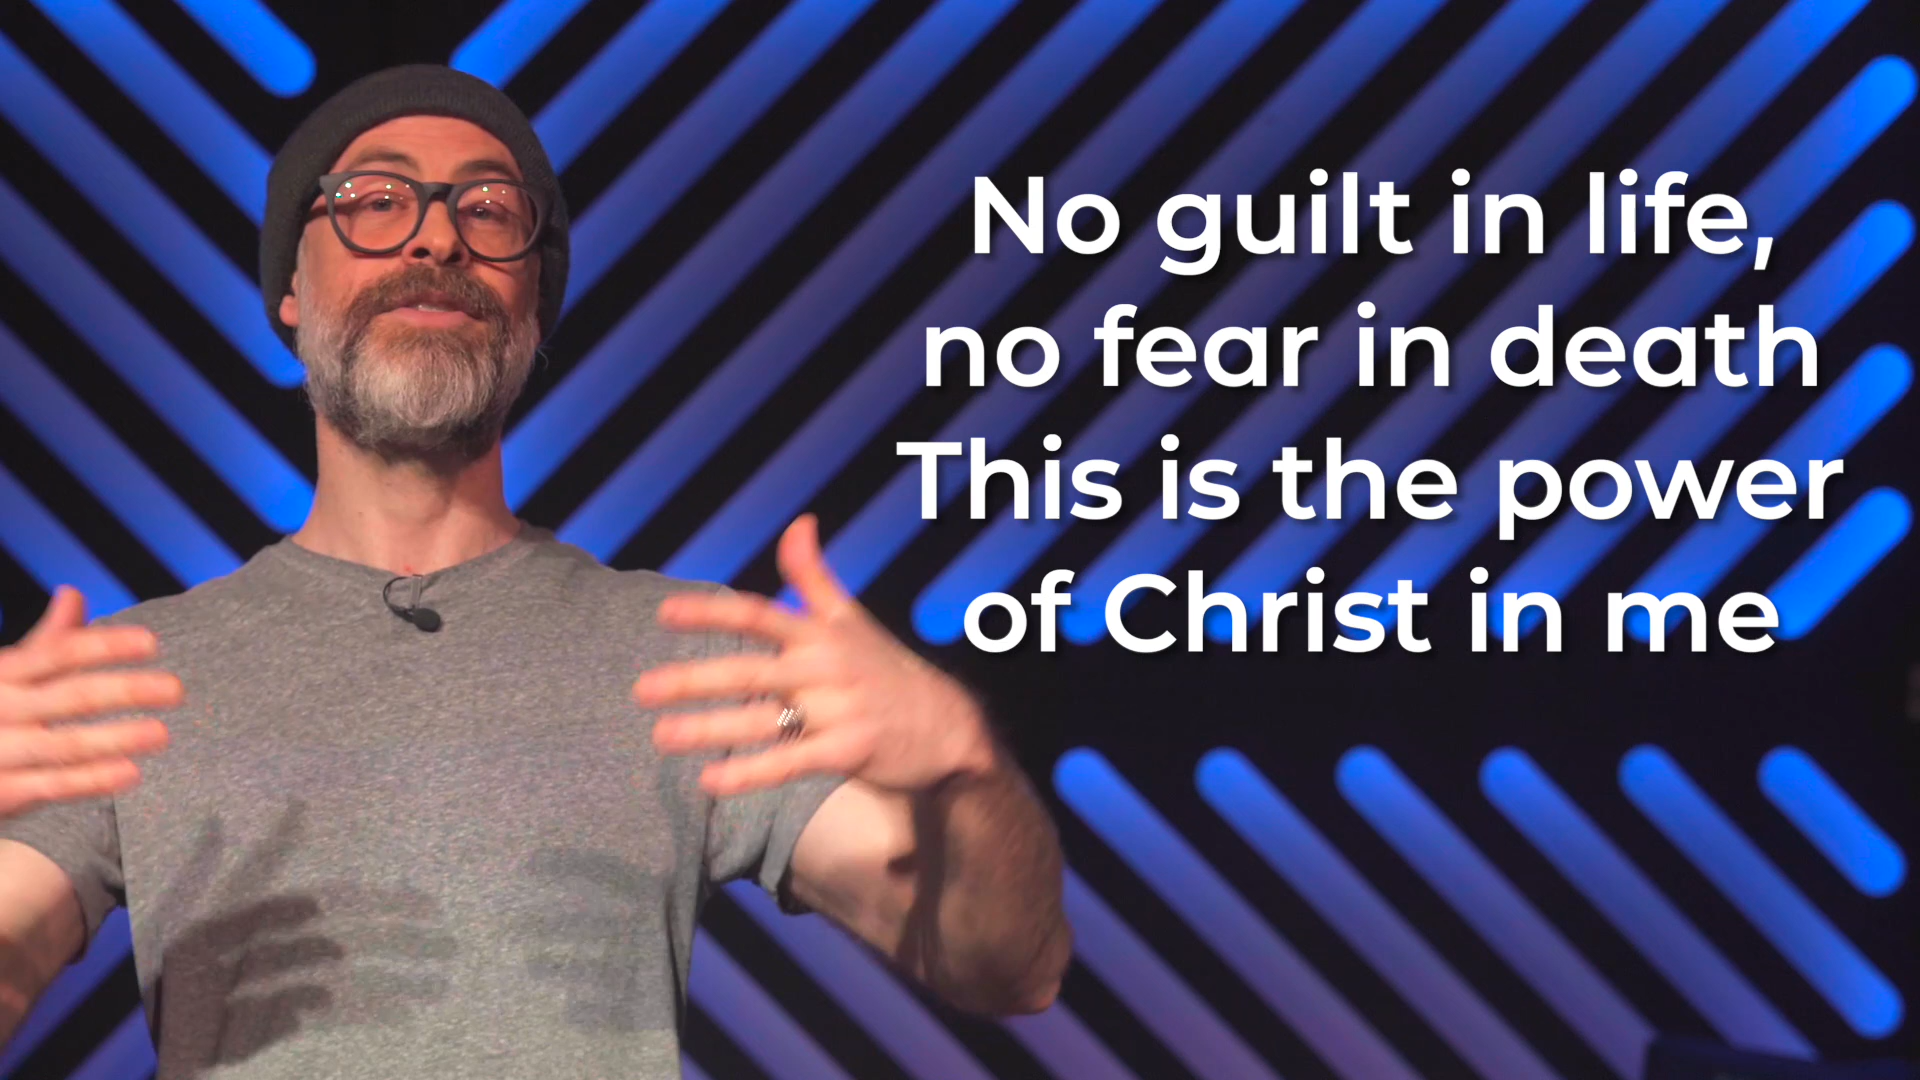 No guilt in life,
no fear in death
This is the power
of Christ in me